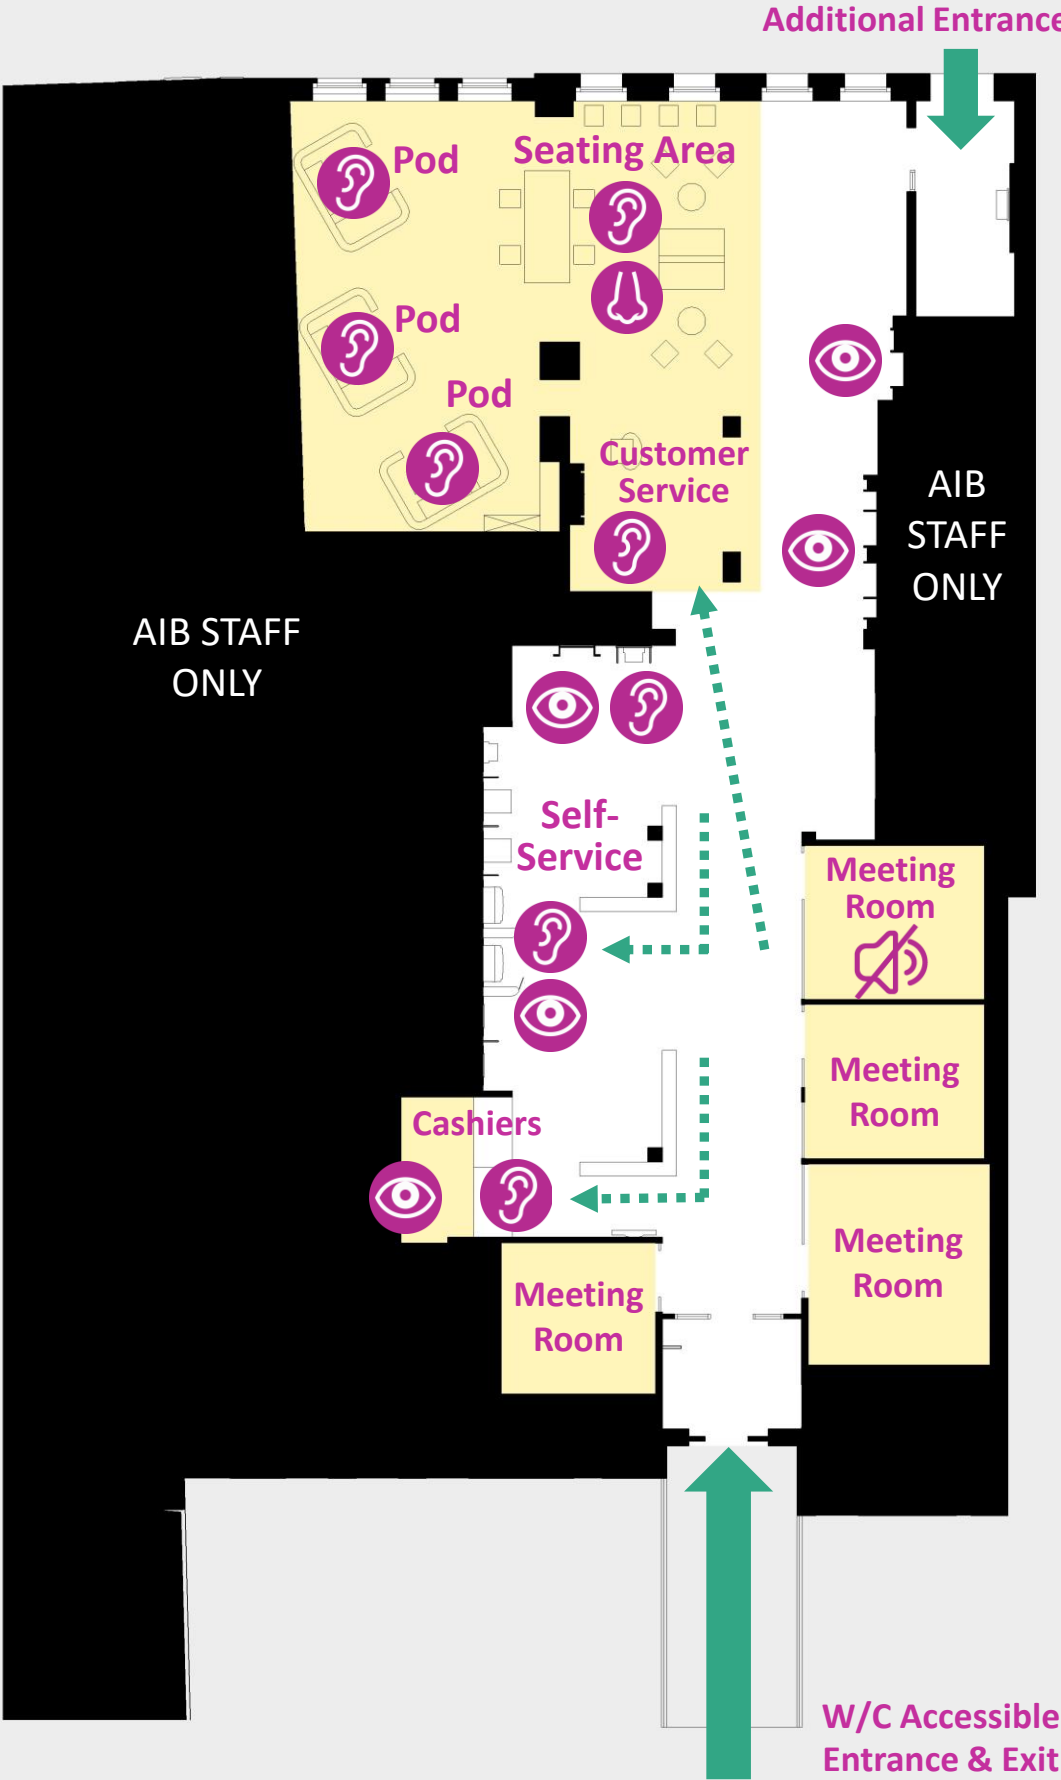 Additional Entrance
Pod
Seating Area
Pod
Pod
Customer
Service
AIB
STAFF
ONLY
AIB STAFF
ONLY
Self-
Service
Meeting
Room
Meeting
Room
Cashiers
Meeting
Room
Meeting
Room
W/C Accessible
Entrance & Exit